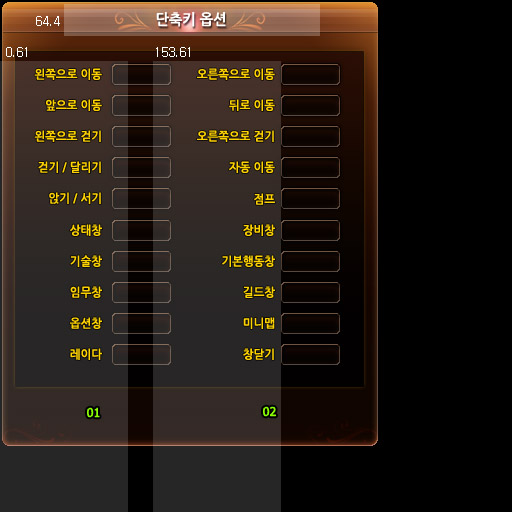 단축키 옵션
64.4
0.61 153.61
왼쪽으로 이동 오른쪽으로 이동
앞으로 이동 뒤로 이동
왼쪽으로 걷기 오른쪽으로 걷기
걷기 / 달리기 자동 이동
앉기 / 서기 점프
상태창 장비창
기술창 기본행동창
임무창 길드창
옵션창 미니맵
레이다 창닫기
01 02